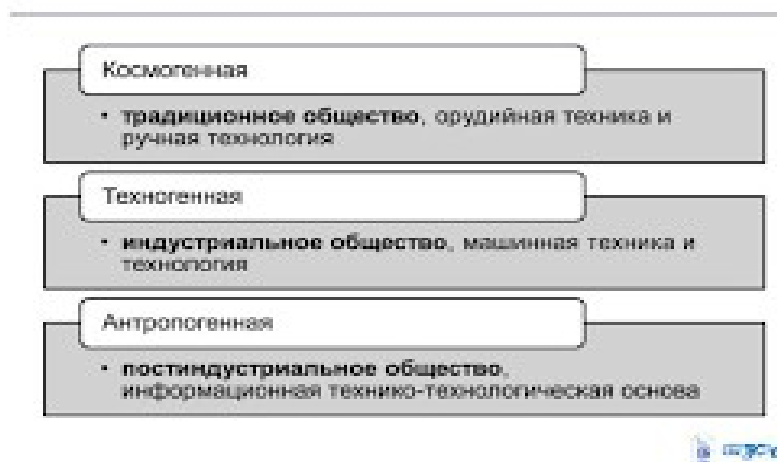 Космогенная
• традиционное общество, орудийная техника и
ручная технология
Техногенная
• индустриальное общество, машинная техника и
технология
Антропогенная
• постиндустриальное общество,
информационная технико-технологическая основа